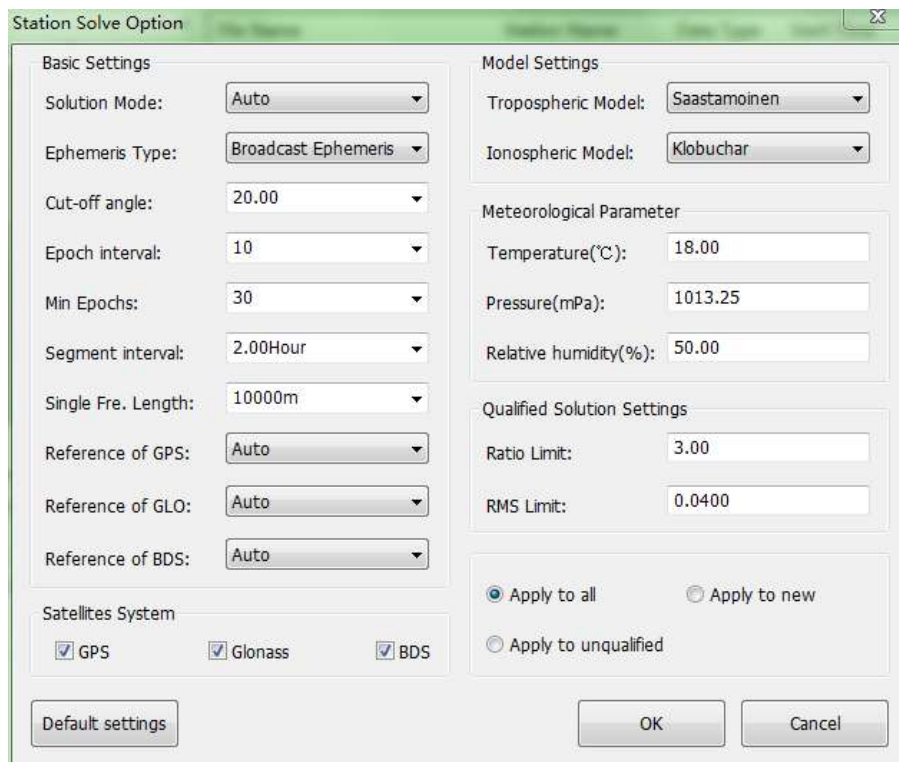 Station Solve Option
Basic Settings
Solution Mode: Auto
Ephemeris Type: Broadcast Ephemeris
Cut-off angle: 20.00
Epoch interval: 10
Min Epochs: 30
Segment interval: 2.00Hour
Single Fre. Length: 10000m
Reference of GPS: Auto
Reference of GLO: Auto
Reference of BDS: Auto
Satellites System
GPS Glonass BDS
Model Settings
Tropospheric Model: Saastamoinen
Ionospheric Model: Klobuchar
Meteorological Parameter
Temperature(℃): 18.00
Pressure(mPa): 1013.25
Relative humidity(%): 50.00
Qualified Solution Settings
Ratio Limit: 3.00
RMS Limit: 0.0400
Apply to all Apply to new
Apply to unqualified
Default settings OK Cancel